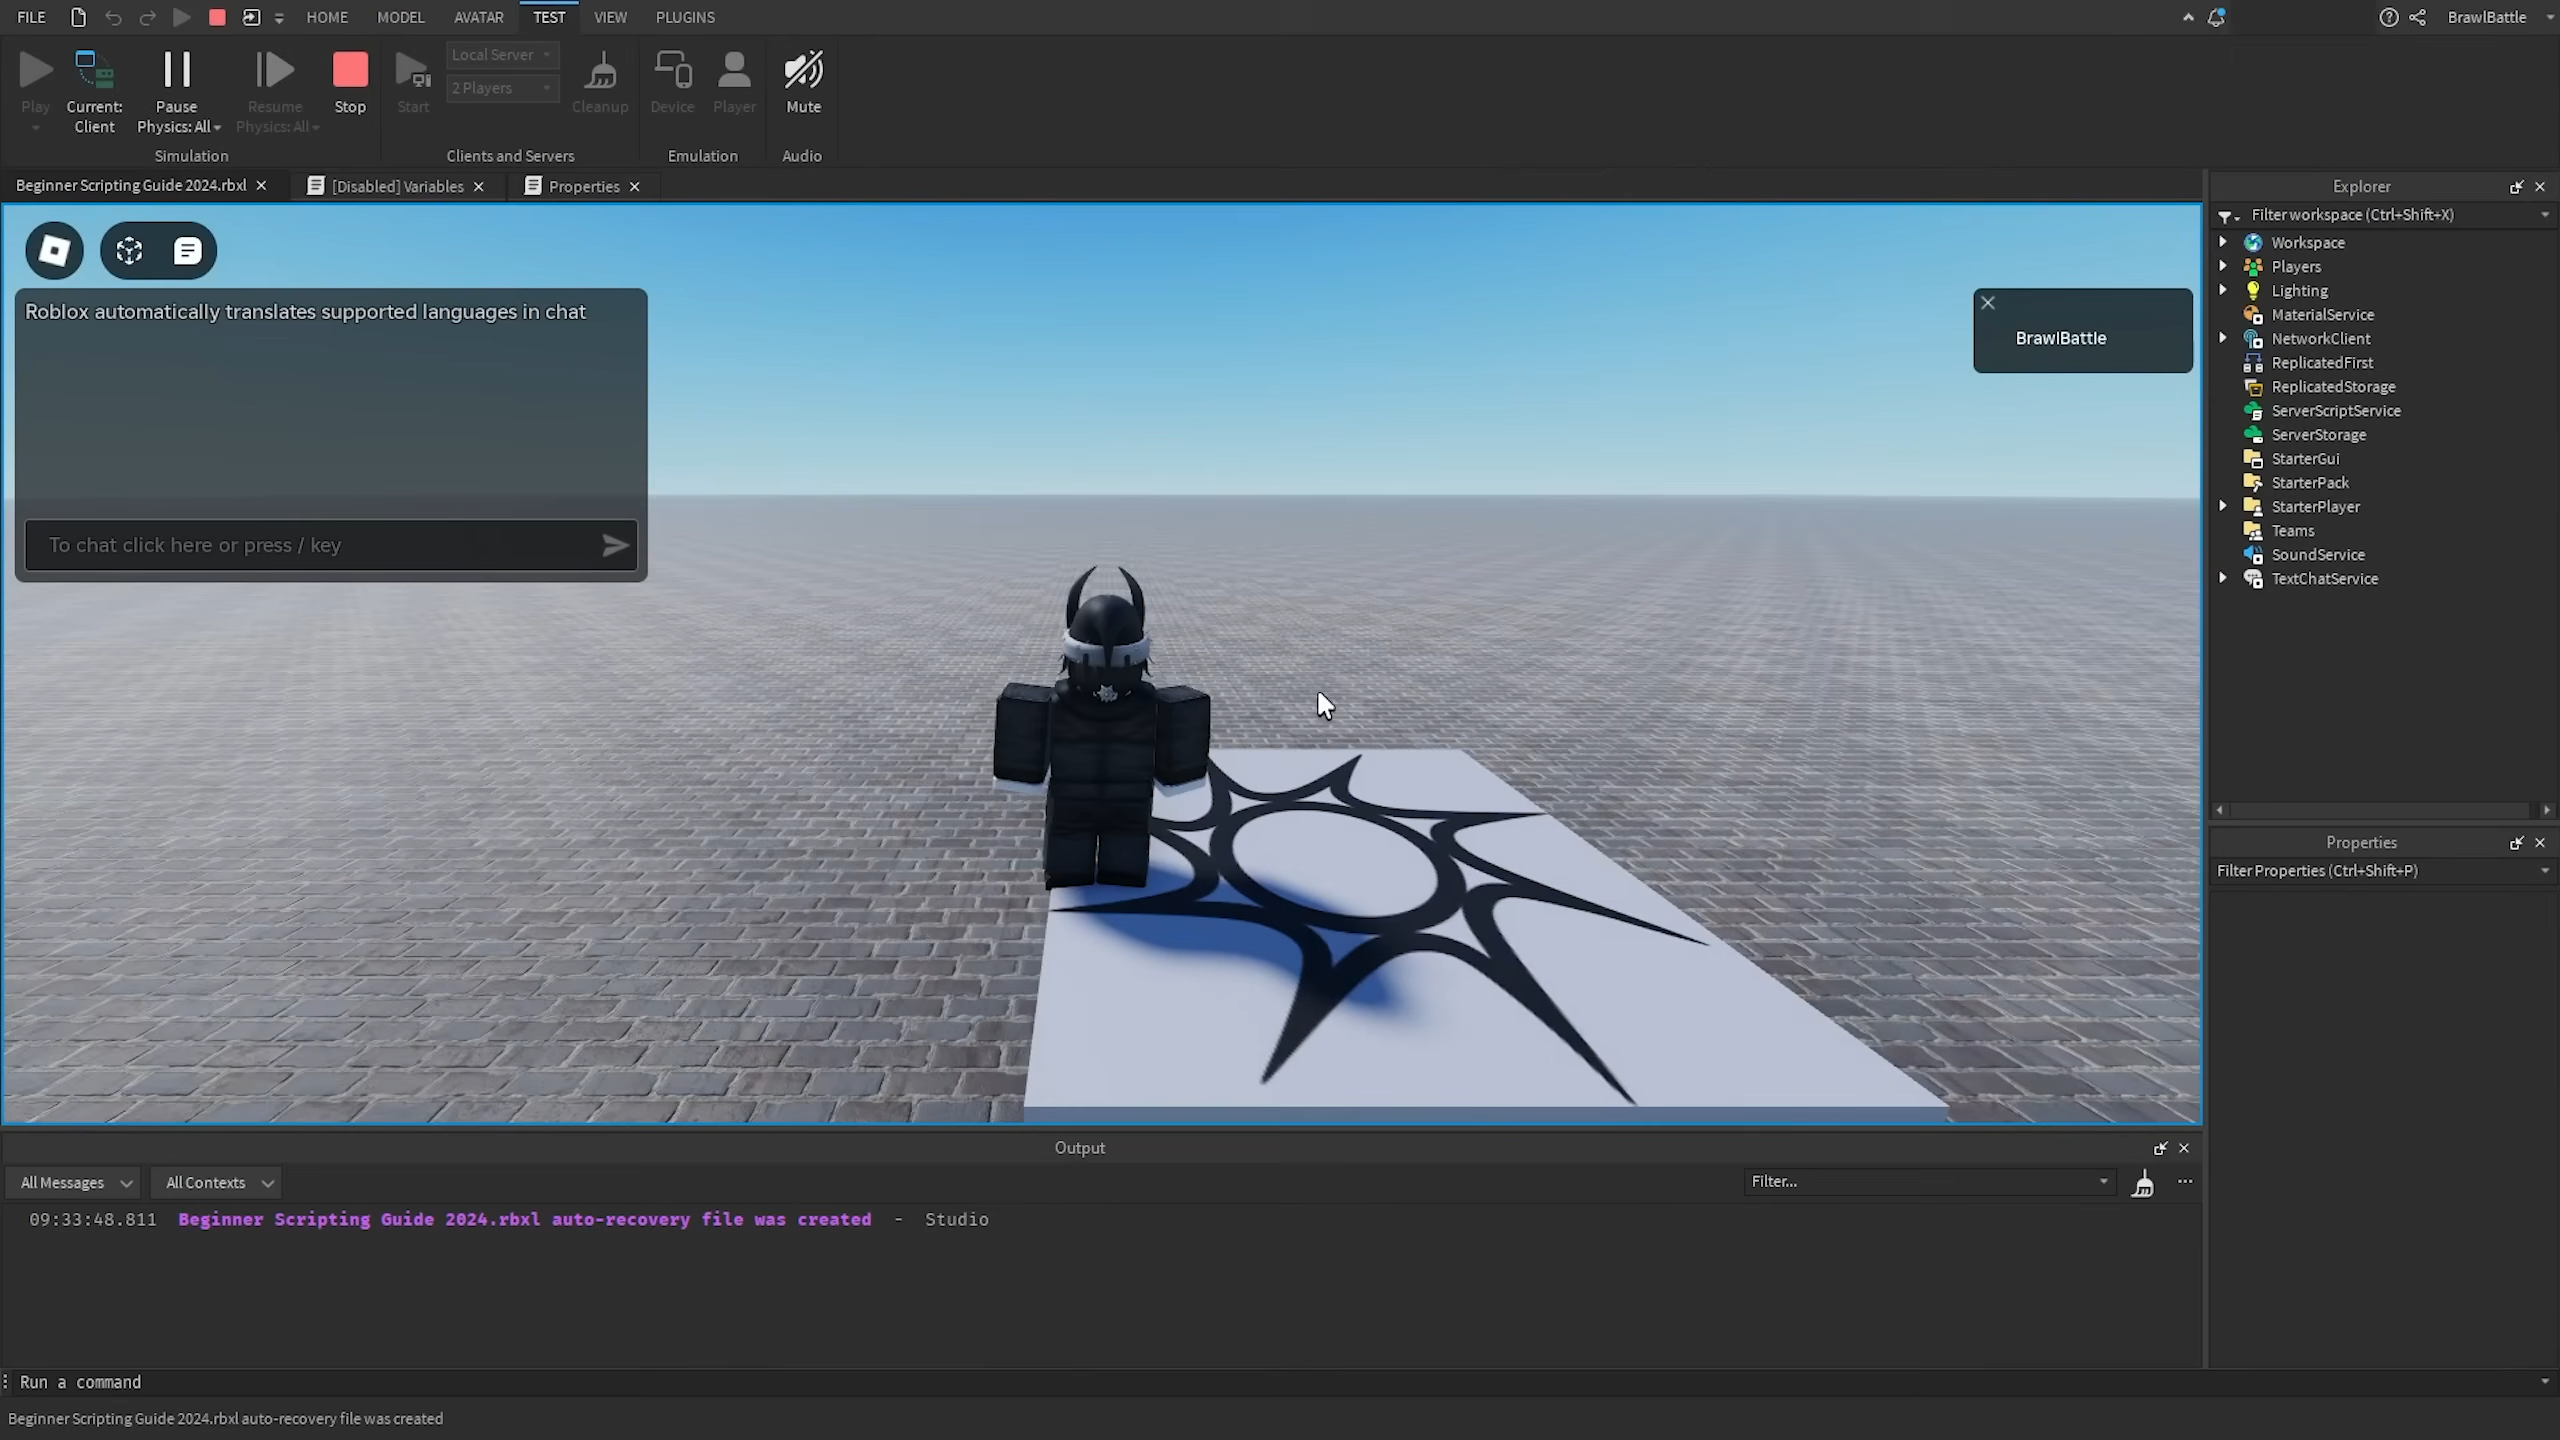 FILE HOME MODEL AVATAR TEST VIEW PLUGINS BrawlBattle
Play
Current: Client
Pause Physics: All
Resume Physics: All
Stop
Simulation
Start
Local Server
2 Players
Cleanup
Clients and Servers
Device
Player
Emulation
Mute
Audio
Beginner Scripting Guide 2024.rbxl
[Disabled] Variables
Properties
Roblox automatically translates supported languages in chat
To chat click here or press / key
BrawlBattle
Explorer
Filter workspace (Ctrl+Shift+X)
Workspace
Players
Lighting
MaterialService
NetworkClient
ReplicatedFirst
ReplicatedStorage
ServerScriptService
ServerStorage
StarterGui
StarterPack
StarterPlayer
Teams
SoundService
TextChatService
Properties
Filter Properties (Ctrl+Shift+P)
Output
All Messages All Contexts Filter...
09:33:48.811 Beginner Scripting Guide 2024.rbxl auto-recovery file was created - Studio
Run a command
Beginner Scripting Guide 2024.rbxl auto-recovery file was created